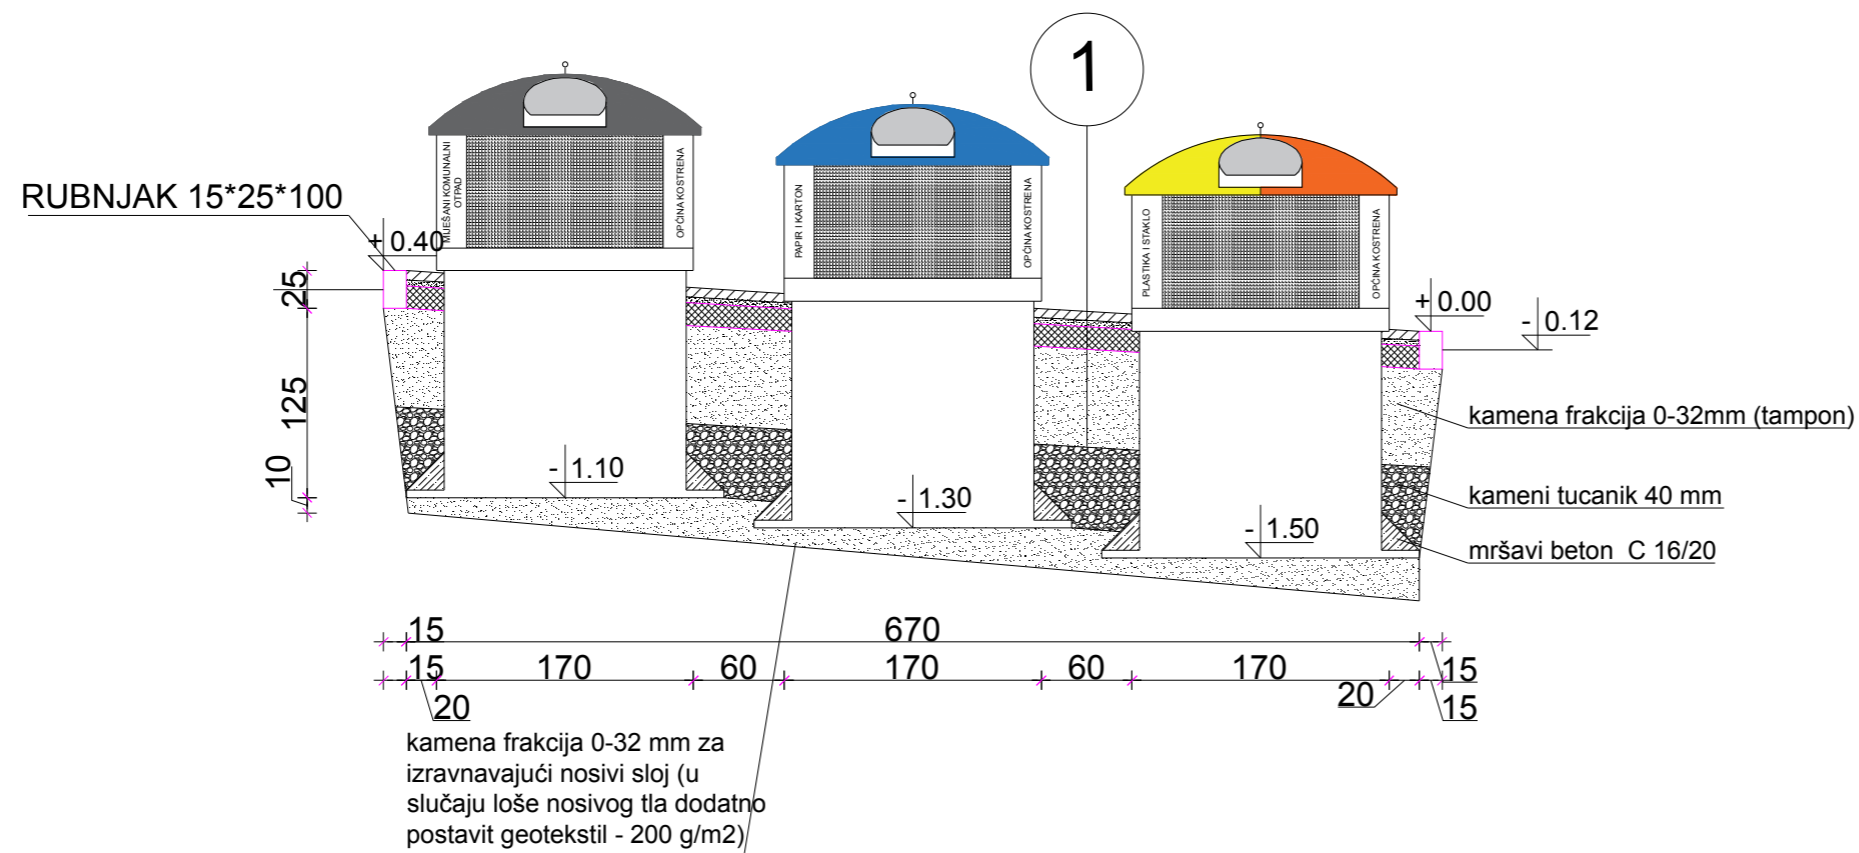 1
RUBNJAK 15*25*100
MIJEŠANI KOMUNALNI
OTPAD
OPĆINA KOSTRENA
PAPIR I KARTON
OPĆINA KOSTRENA
PLASTIKA I STAKLO
OPĆINA KOSTRENA
+ 0.40
+ 0.00
- 0.12
25
125
10
- 1.10
- 1.30
- 1.50
kamena frakcija 0-32mm (tampon)
kameni tucanik 40 mm
mršavi beton C 16/20
15 670 15
15 20 170 60 170 60 170 20 15
kamena frakcija 0-32 mm za
izravnavajući nosivi sloj (u
slučaju loše nosivog tla dodatno
postavit geotekstil - 200 g/m2)